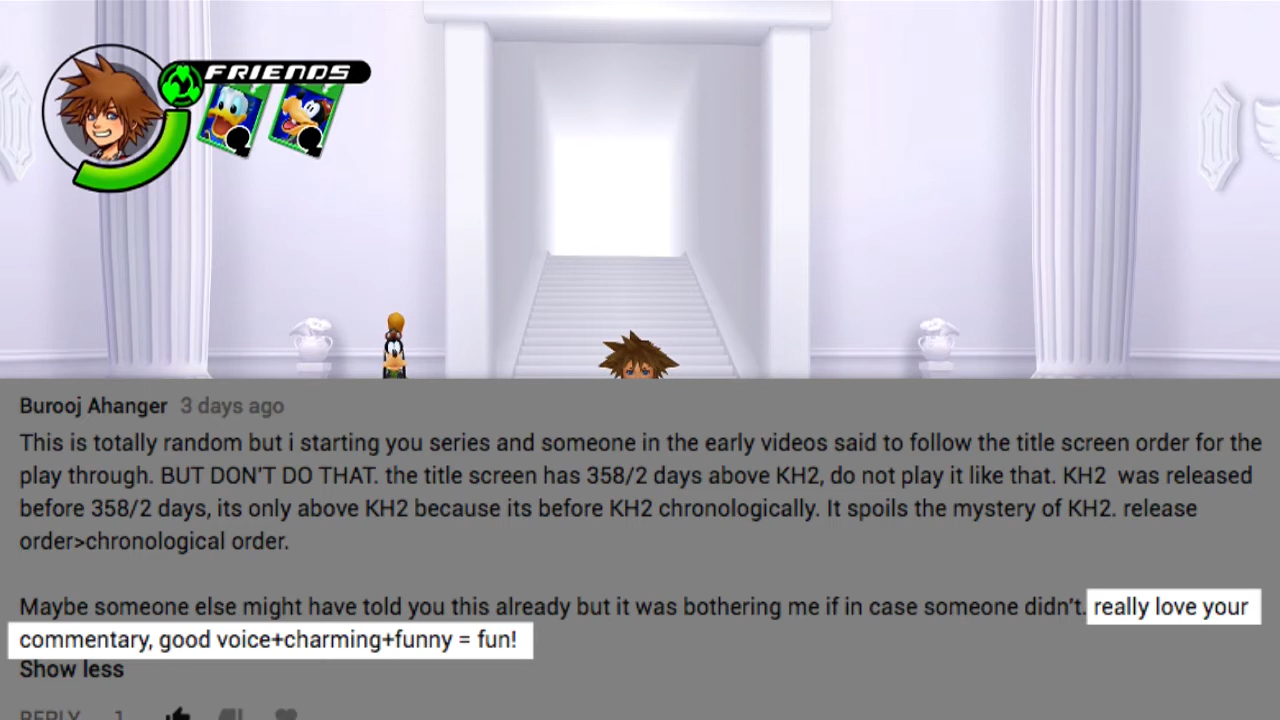 FRIENDS
Burooj Ahanger 3 days ago
This is totally random but i starting you series and someone in the early videos said to follow the title screen order for the
play through. BUT DON'T DO THAT. the title screen has 358/2 days above KH2, do not play it like that. KH2 was released
before 358/2 days, its only above KH2 because its before KH2 chronologically. It spoils the mystery of KH2. release
order>chronological order.
Maybe someone else might have told you this already but it was bothering me if in case someone didn't. really love your
commentary, good voice+charming+funny = fun!
Show less
REPLY 1